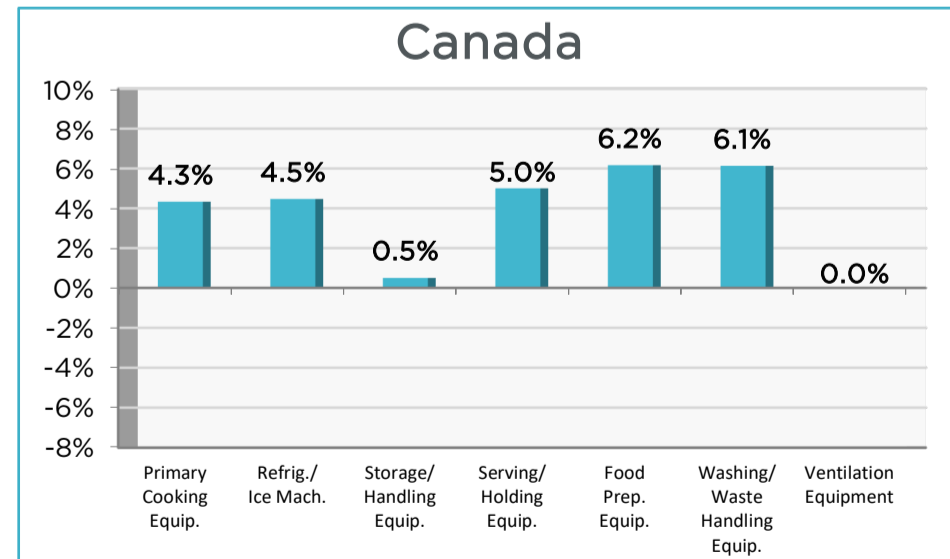 Canada
10%
8%
6%
4%
2%
0%
-2%
-4%
-6%
-8%
4.3%
4.5%
0.5%
5.0%
6.2%
6.1%
0.0%
Primary
Cooking
Equip.
Refrig./
Ice Mach.
Storage/
Handling
Equip.
Serving/
Holding
Equip.
Food
Prep.
Equip.
Washing/
Waste
Handling
Equip.
Ventilation
Equipment